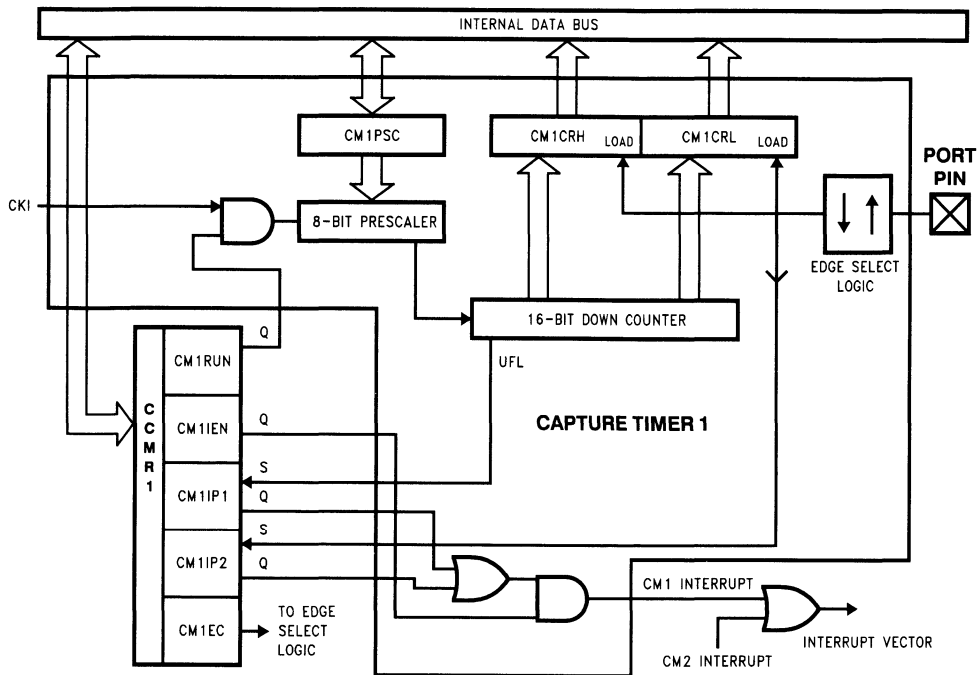 INTERNAL DATA BUS
CM1PSC
CM1CRH LOAD
CM1CRL LOAD
PORT
PIN
CKI
8-BIT PRESCALER
EDGE SELECT
LOGIC
16-BIT DOWN COUNTER
UFL
CAPTURE TIMER 1
CCMR1
CM1RUN
Q
CM1IEN
Q
S
CM1IP1
Q
S
CM1IP2
Q
CM1EC
TO EDGE
SELECT
LOGIC
CM1 INTERRUPT
CM2 INTERRUPT
INTERRUPT VECTOR